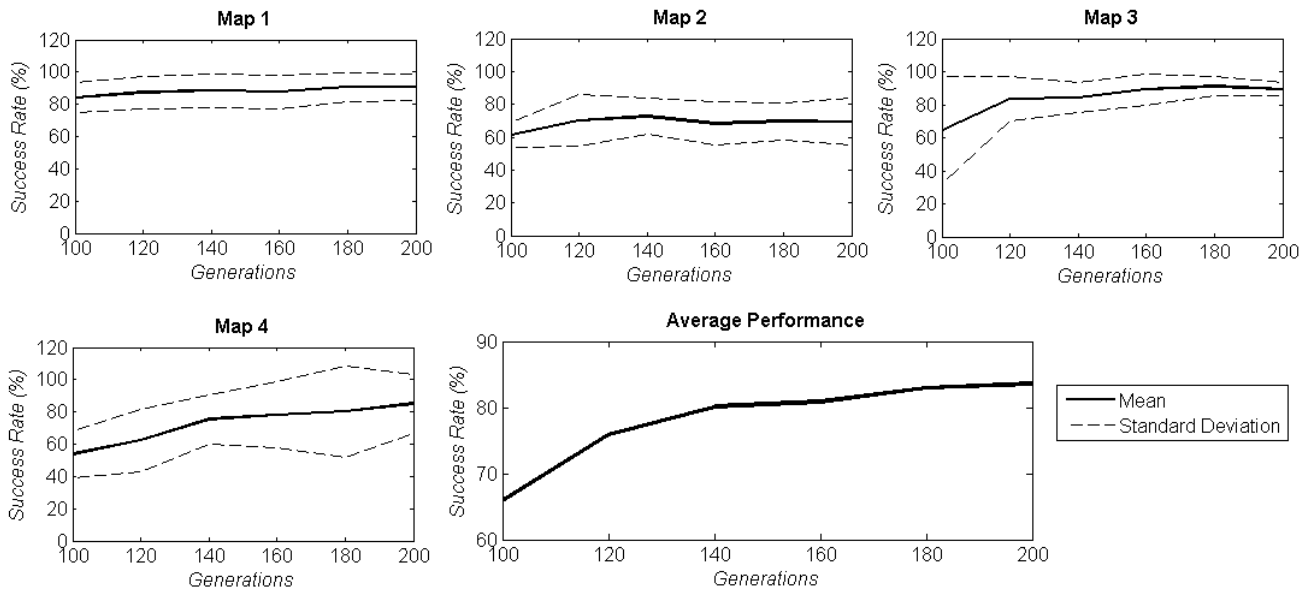 Map 1
120
100
80
60
40
20
0
Success Rate (%)
100 120 140 160 180 200
Generations
Map 2
120
100
80
60
40
20
0
Success Rate (%)
100 120 140 160 180 200
Generations
Map 3
120
100
80
60
40
20
0
Success Rate (%)
100 120 140 160 180 200
Generations
Map 4
120
100
80
60
40
20
0
Success Rate (%)
100 120 140 160 180 200
Generations
Average Performance
90
80
70
60
Success Rate (%)
100 120 140 160 180 200
Generations
Mean
Standard Deviation